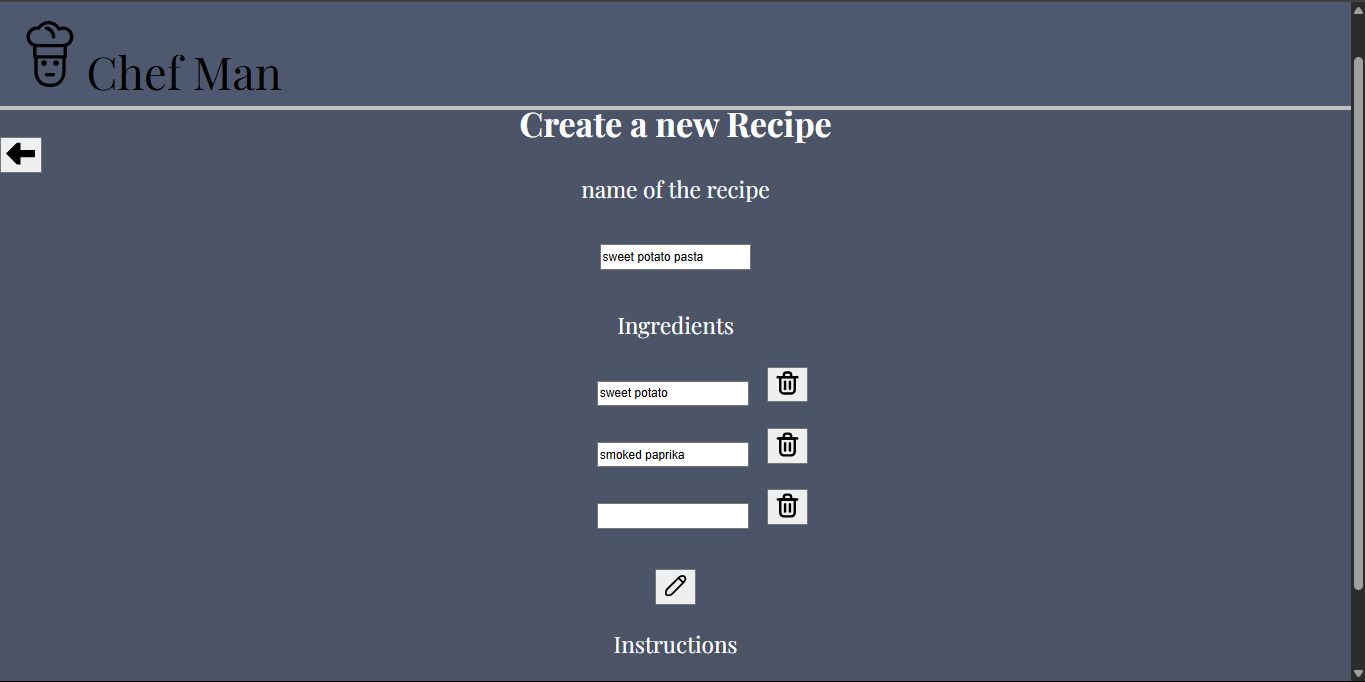 Chef Man
Create a new Recipe
name of the recipe
sweet potato pasta
Ingredients
sweet potato
smoked paprika
Instructions